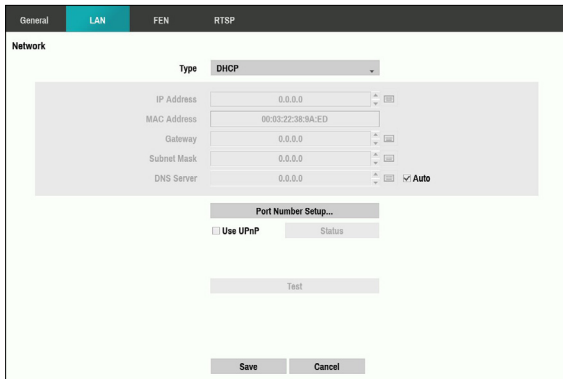 General LAN FEN RTSP
Network
Type DHCP
IP Address 0.0.0.0
MAC Address 00:03:22:38:9A:ED
Gateway 0.0.0.0
Subnet Mask 0.0.0.0
DNS Server 0.0.0.0 Auto
Port Number Setup...
Use UPnP Status
Test
Save Cancel